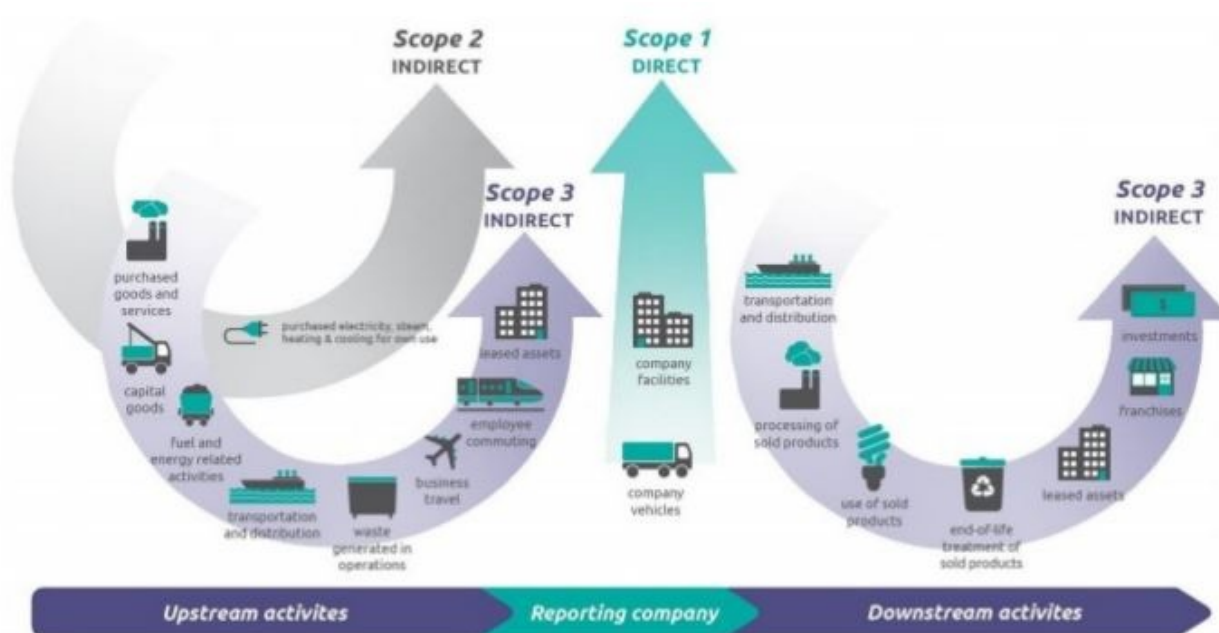 Scope 2
INDIRECT
Scope 1
DIRECT
Scope 3
INDIRECT
Scope 3
INDIRECT
purchased
goods and
services
capital
goods
fuel and
energy related
activities
transportation
and distribution
waste
generated in
operations
business
travel
employee
commuting
leased assets
purchased electricity, steam,
heating & cooling for own use
company
facilities
company
vehicles
transportation
and distribution
processing of
sold products
use of sold
products
end-of-life
treatment of
sold products
leased assets
franchises
$
investments
Upstream activites
Reporting company
Downstream activites